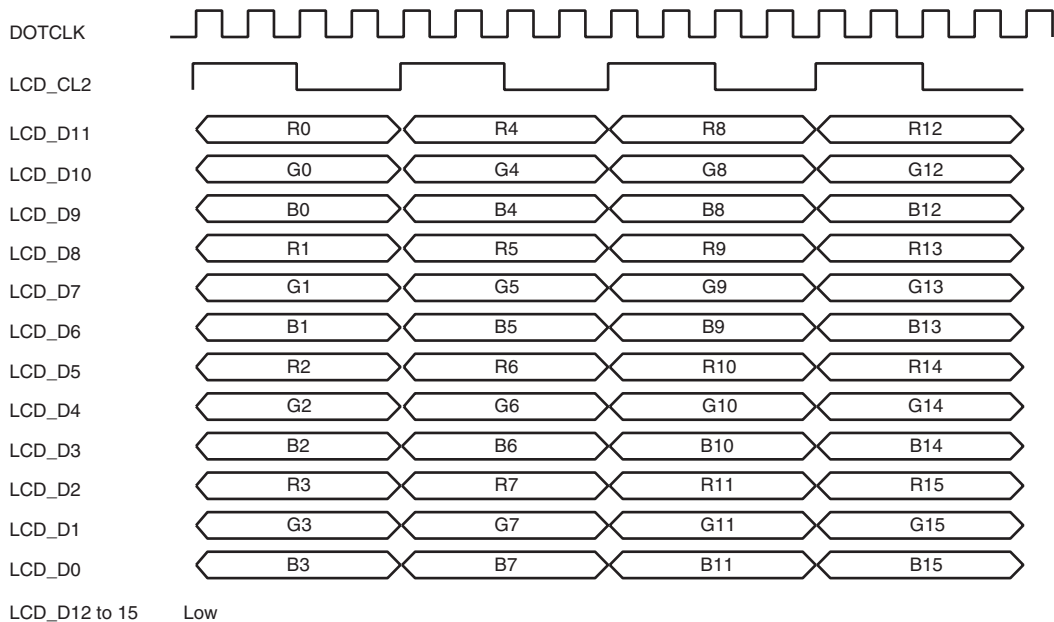 DOTCLK
LCD_CL2
LCD_D11 R0 R4 R8 R12
LCD_D10 G0 G4 G8 G12
LCD_D9 B0 B4 B8 B12
LCD_D8 R1 R5 R9 R13
LCD_D7 G1 G5 G9 G13
LCD_D6 B1 B5 B9 B13
LCD_D5 R2 R6 R10 R14
LCD_D4 G2 G6 G10 G14
LCD_D3 B2 B6 B10 B14
LCD_D2 R3 R7 R11 R15
LCD_D1 G3 G7 G11 G15
LCD_D0 B3 B7 B11 B15
LCD_D12 to 15 Low